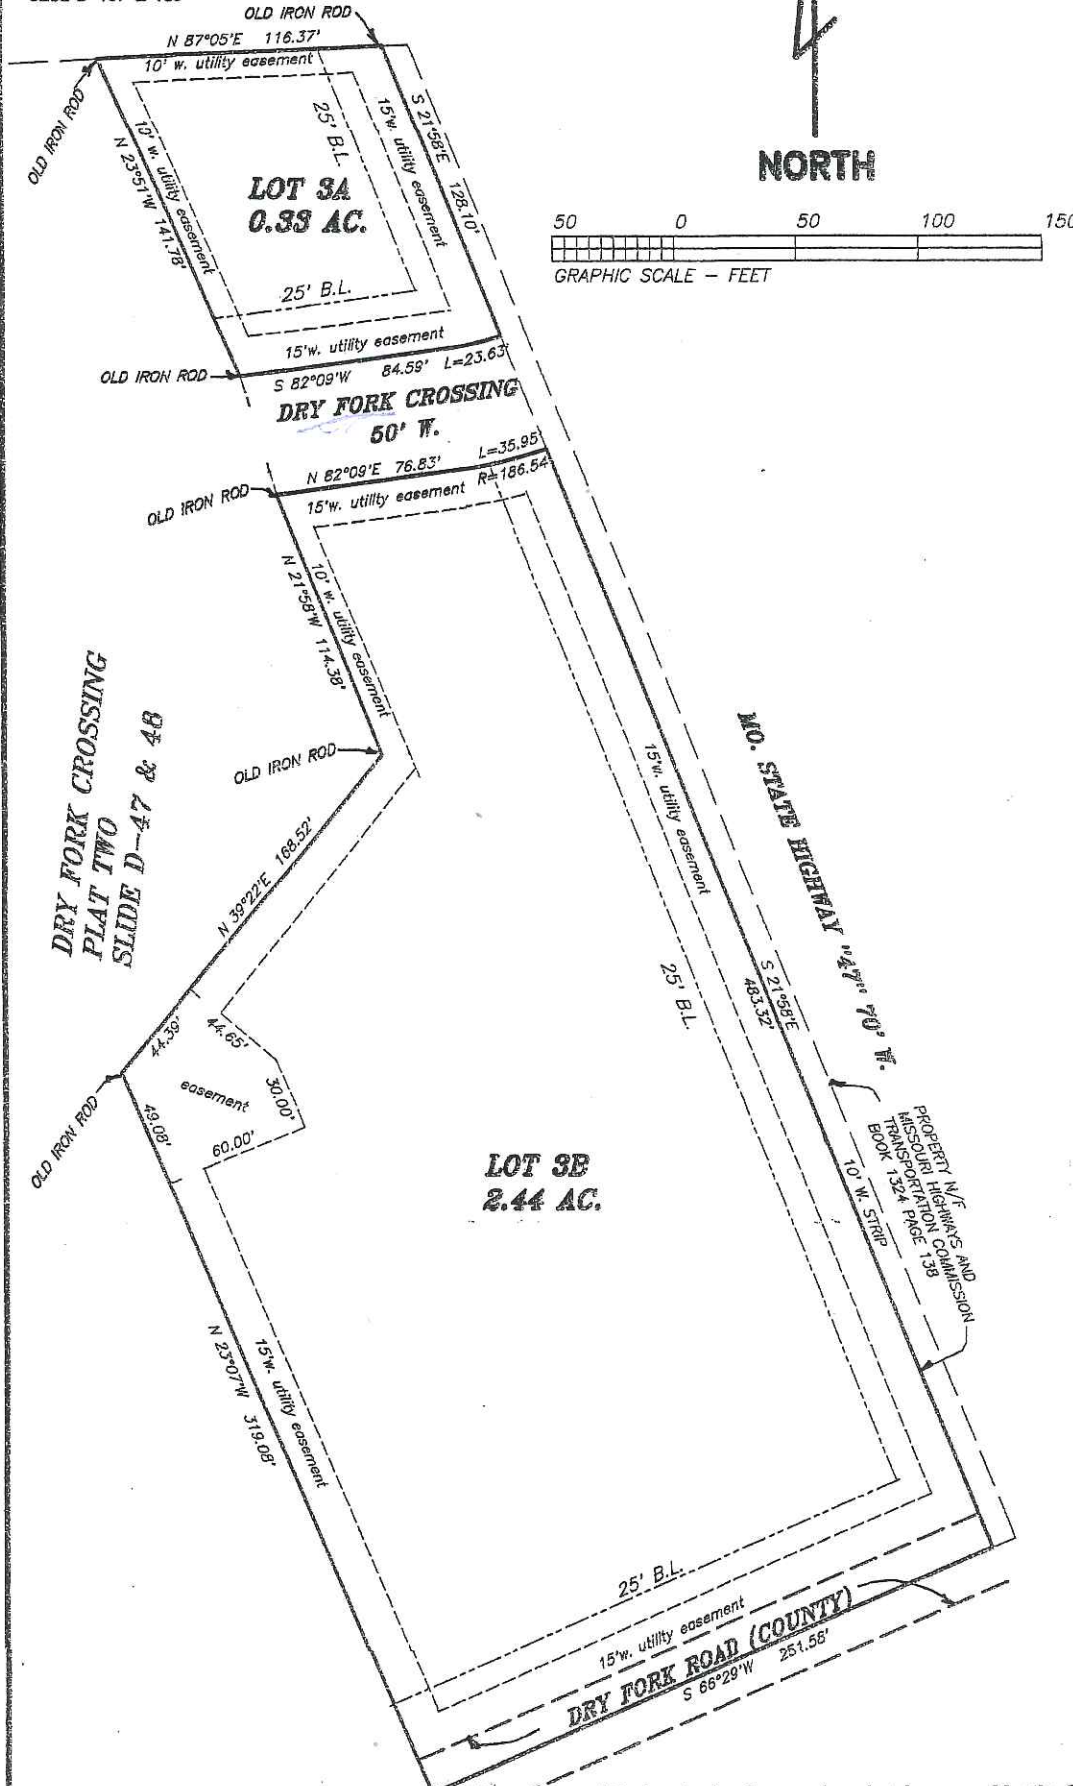 OLD IRON ROD
N 87°05'E 116.37'
10' w. utility easement
OLD IRON ROD
NORTH
50 0 50 100 150
GRAPHIC SCALE – FEET
S 21°58'E 128.10'
15'w. utility easement
25' B.L.
10' w. utility easement
N 23°51'W 141.78'
LOT 3A
0.33 AC.
25' B.L.
15'w. utility easement
OLD IRON ROD
S 82°09'W 84.59' L=23.63'
DRY FORK CROSSING
50' W.
N 82°09'E 76.83' L=35.95'
R=186.54'
OLD IRON ROD
15'w. utility easement
10' w. utility easement
N 21°58'W 114.38'
OLD IRON ROD
DRY FORK CROSSING
PLAT TWO
SLIDE D-47 & 48
N 39°22'E 168.52'
15'w. utility easement
MO. STATE HIGHWAY "47" 70' W.
25' B.L.
S 21°58'E
483.32'
44.39'
44.65'
easement
30.00'
60.00'
49.08'
OLD IRON ROD
PROPERTY N/F
MISSOURI HIGHWAYS AND
TRANSPORTATION COMMISSION
BOOK 1324 PAGE 138
10' W. STRIP
LOT 3B
2.44 AC.
N 23°07'W 319.08'
15'w. utility easement
25' B.L.
15'w. utility easement
DRY FORK ROAD (COUNTY)
S 66°29'W 251.58'